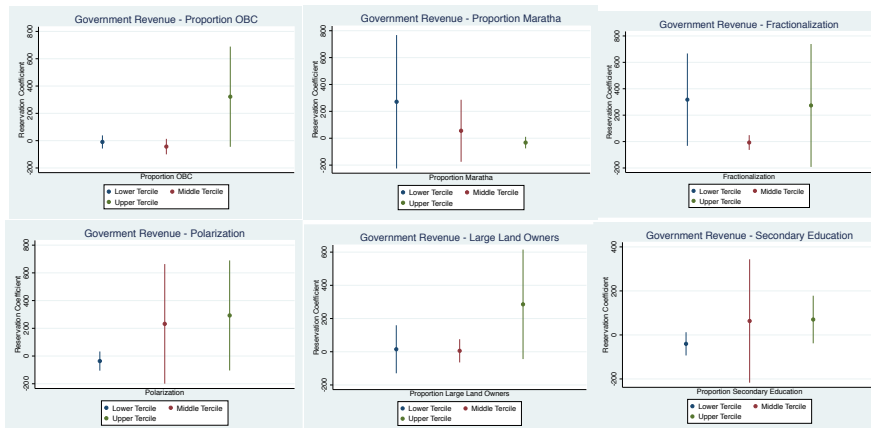 Government Revenue - Proportion OBC
800
600
400
200
0
-200
Reservation Coefficient
Proportion OBC
Lower Tercile
Middle Tercile
Upper Tercile
Government Revenue - Proportion Maratha
800
600
400
200
0
-200
Reservation Coefficient
Proportion Maratha
Lower Tercile
Middle Tercile
Upper Tercile
Government Revenue - Fractionalization
800
600
400
200
0
-200
Reservation Coefficient
Fractionalization
Lower Tercile
Middle Tercile
Upper Tercile
Goverment Revenue - Polarization
800
600
400
200
0
-200
Reservation Coefficient
Polarization
Lower Tercile
Middle Tercile
Upper Tercile
Government Revenue - Large Land Owners
600
400
200
0
-200
Reservation Coefficient
Proportion Large Land Owners
Lower Tercile
Middle Tercile
Upper Tercile
Government Revenue - Secondary Education
400
200
0
-200
Reservation Coefficient
Proportion Secondary Education
Lower Tercile
Middle Tercile
Upper Tercile